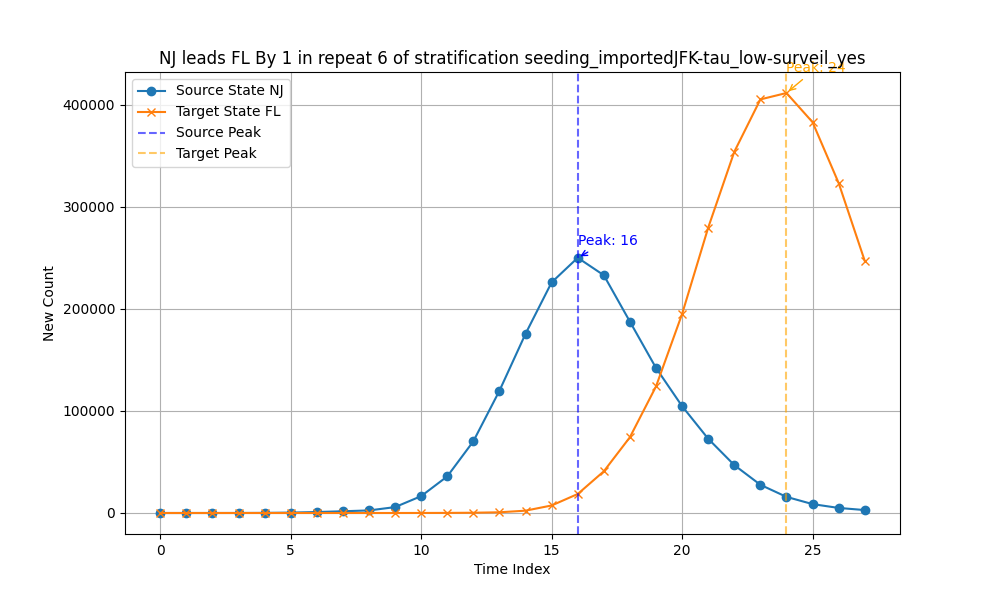 NJ leads FL By 1 in repeat 6 of stratification seeding_importedJFK-tau_low-surveil_yes
Peak: 24
Source State NJ
Target State FL
Source Peak
Target Peak
Peak: 16
New Count
400000
300000
200000
100000
0
0 5 10 15 20 25
Time Index